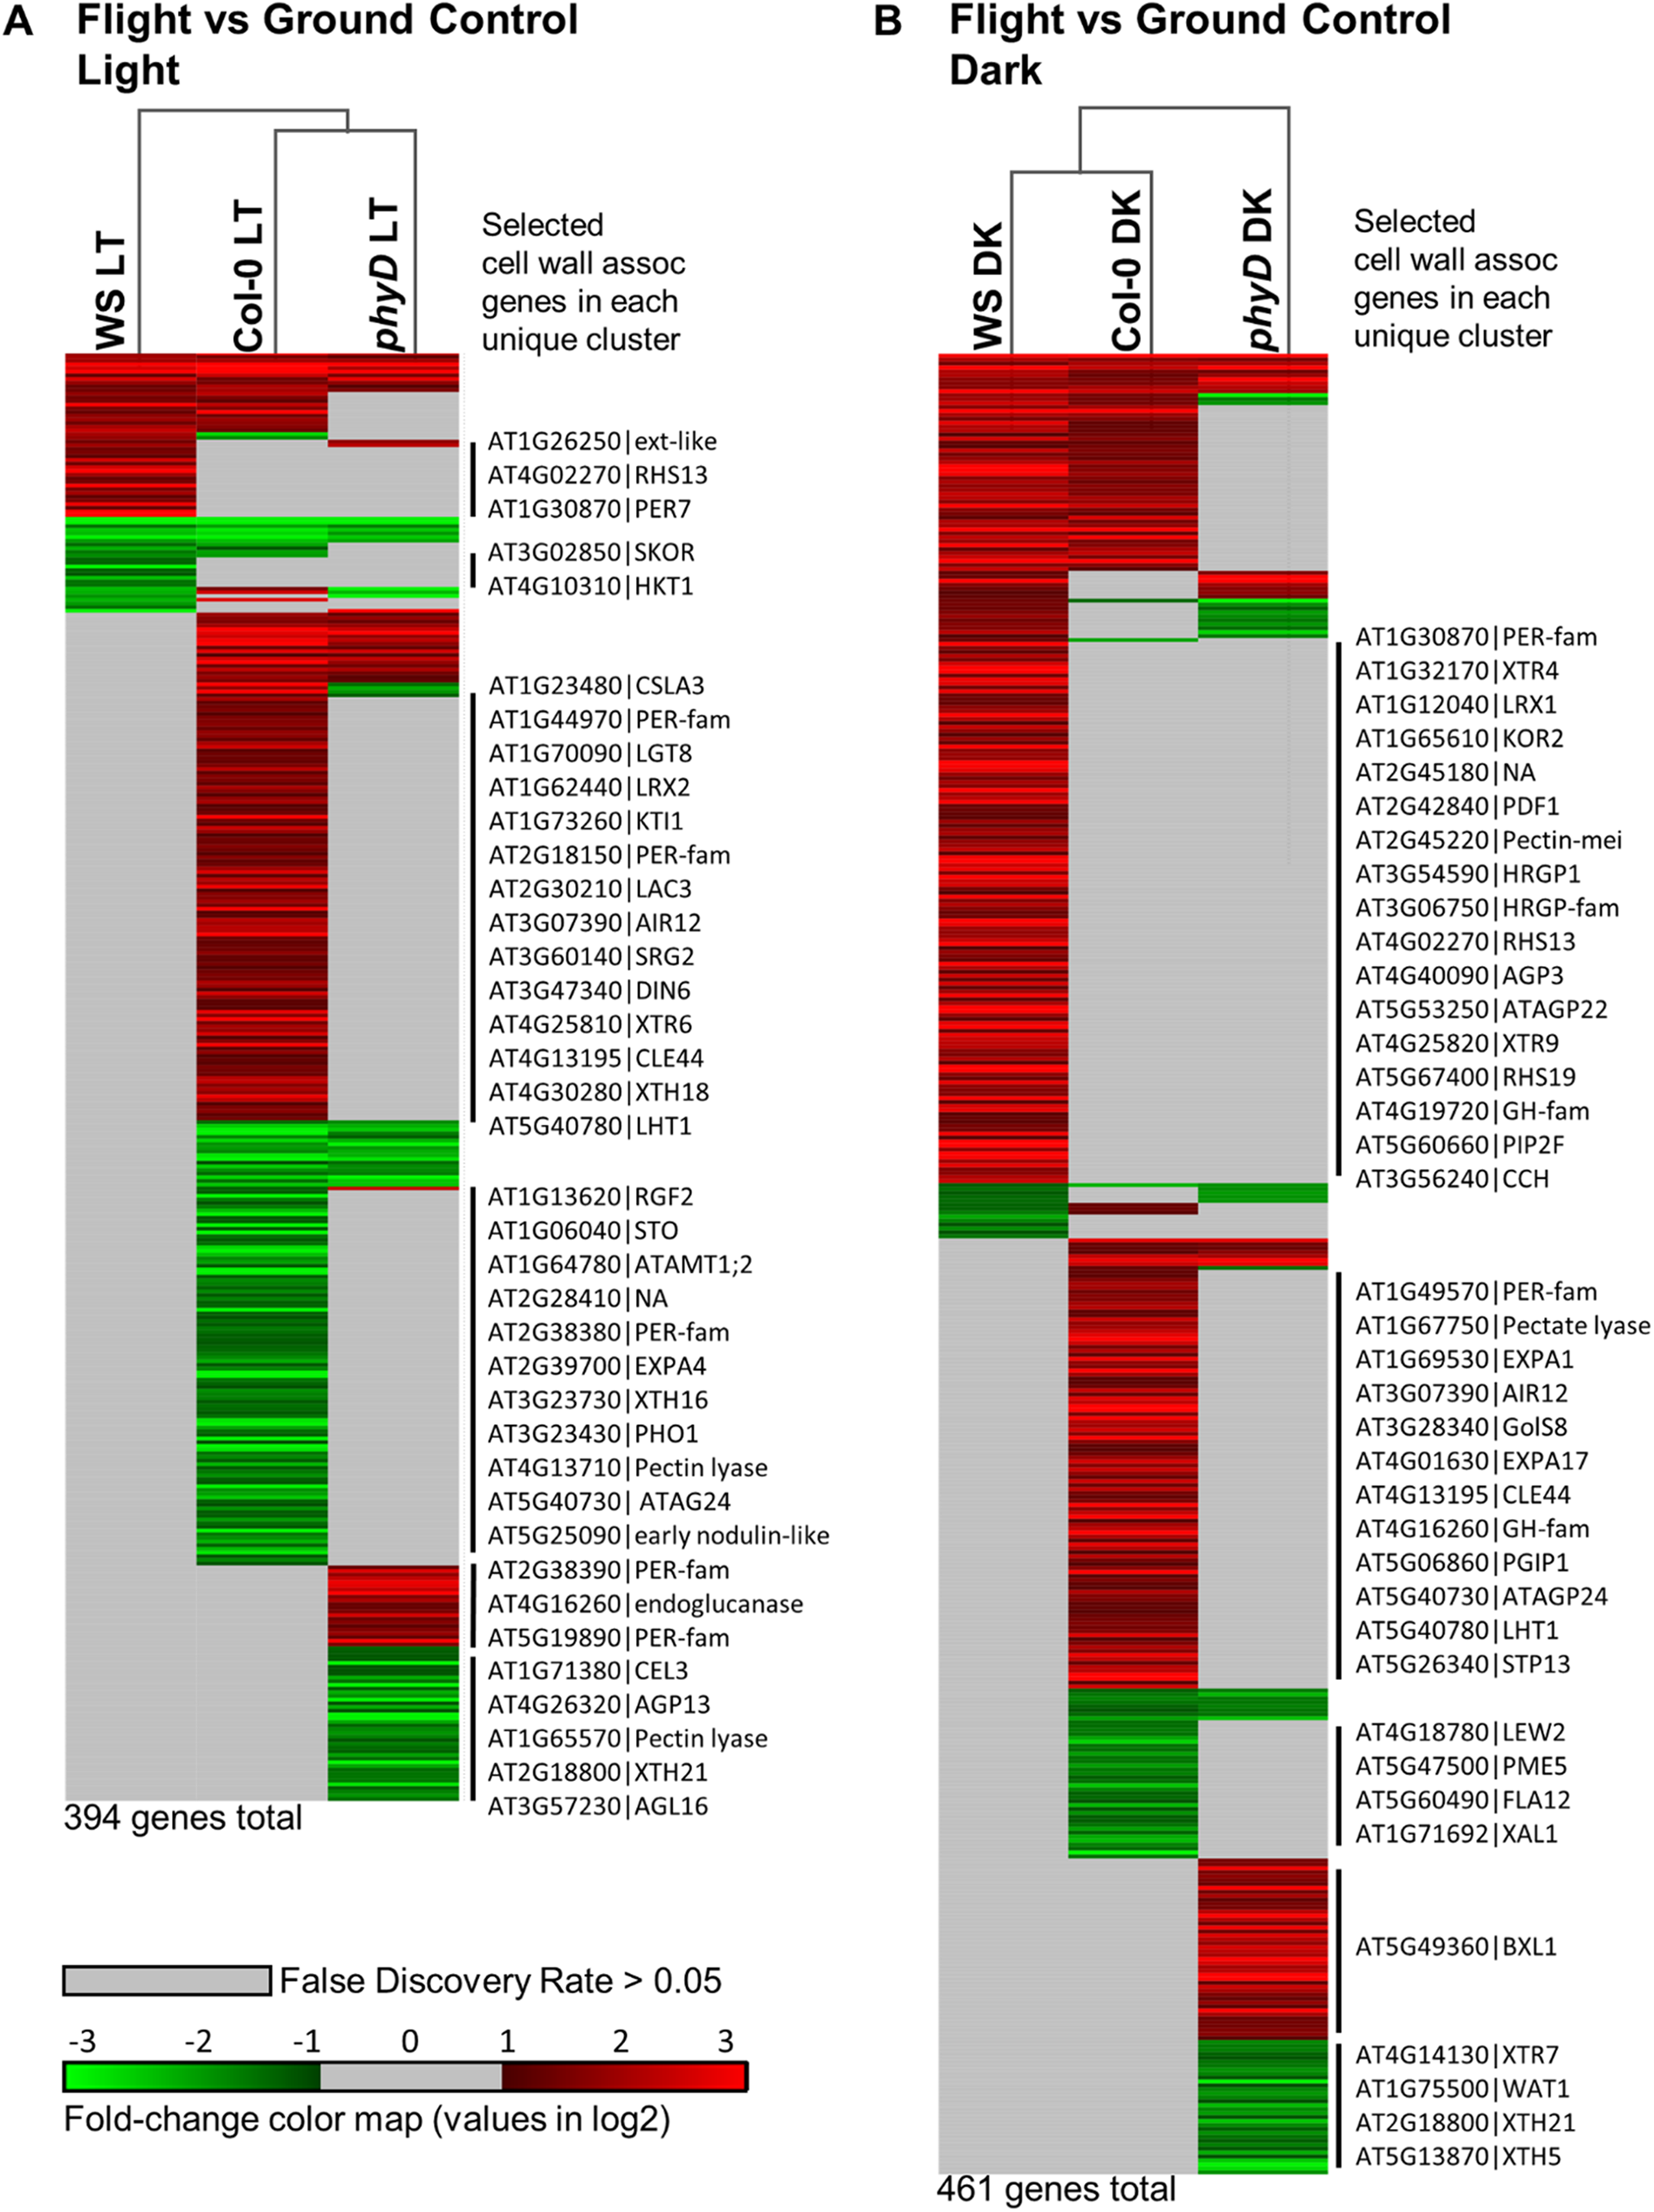 A Flight vs Ground Control
Light
WS LT
Col-0 LT
phyD LT
Selected
cell wall assoc
genes in each
unique cluster
AT1G26250|ext-like
AT4G02270|RHS13
AT1G30870|PER7
AT3G02850|SKOR
AT4G10310|HKT1
AT1G23480|CSLA3
AT1G44970|PER-fam
AT1G70090|LGT8
AT1G62440|LRX2
AT1G73260|KTI1
AT2G18150|PER-fam
AT2G30210|LAC3
AT3G07390|AIR12
AT3G60140|SRG2
AT3G47340|DIN6
AT4G25810|XTR6
AT4G13195|CLE44
AT4G30280|XTH18
AT5G40780|LHT1
AT1G13620|RGF2
AT1G06040|STO
AT1G64780|ATAMT1;2
AT2G28410|NA
AT2G38380|PER-fam
AT2G39700|EXPA4
AT3G23730|XTH16
AT3G23430|PHO1
AT4G13710|Pectin lyase
AT5G40730| ATAG24
AT5G25090|early nodulin-like
AT2G38390|PER-fam
AT4G16260|endoglucanase
AT5G19890|PER-fam
AT1G71380|CEL3
AT4G26320|AGP13
AT1G65570|Pectin lyase
AT2G18800|XTH21
AT3G57230|AGL16
394 genes total
False Discovery Rate > 0.05
-3 -2 -1 0 1 2 3
Fold-change color map (values in log2)
B Flight vs Ground Control
Dark
WS DK
Col-0 DK
phyD DK
Selected
cell wall assoc
genes in each
unique cluster
AT1G30870|PER-fam
AT1G32170|XTR4
AT1G12040|LRX1
AT1G65610|KOR2
AT2G45180|NA
AT2G42840|PDF1
AT2G45220|Pectin-mei
AT3G54590|HRGP1
AT3G06750|HRGP-fam
AT4G02270|RHS13
AT4G40090|AGP3
AT5G53250|ATAGP22
AT4G25820|XTR9
AT5G67400|RHS19
AT4G19720|GH-fam
AT5G60660|PIP2F
AT3G56240|CCH
AT1G49570|PER-fam
AT1G67750|Pectate lyase
AT1G69530|EXPA1
AT3G07390|AIR12
AT3G28340|GolS8
AT4G01630|EXPA17
AT4G13195|CLE44
AT4G16260|GH-fam
AT5G06860|PGIP1
AT5G40730|ATAGP24
AT5G40780|LHT1
AT5G26340|STP13
AT4G18780|LEW2
AT5G47500|PME5
AT5G60490|FLA12
AT1G71692|XAL1
AT5G49360|BXL1
AT4G14130|XTR7
AT1G75500|WAT1
AT2G18800|XTH21
AT5G13870|XTH5
461 genes total